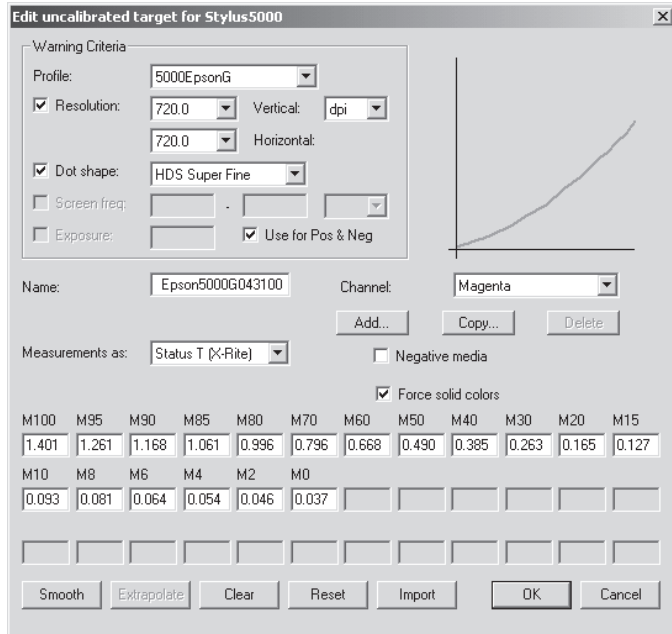 Edit uncalibrated target for Stylus5000
Warning Criteria
Profile: 5000EpsonG
Resolution: 720.0 Vertical: dpi
720.0 Horizontal:
Dot shape: HDS Super Fine
Screen freq: -
Exposure: Use for Pos & Neg
Name: Epson5000G043100 Channel: Magenta
Add... Copy... Delete
Measurements as: Status T (X-Rite) Negative media
Force solid colors
M100 M95 M90 M85 M80 M70 M60 M50 M40 M30 M20 M15
1.401 1.261 1.168 1.061 0.996 0.796 0.668 0.490 0.385 0.263 0.165 0.127
M10 M8 M6 M4 M2 M0
0.093 0.081 0.064 0.054 0.046 0.037
Smooth Extrapolate Clear Reset Import OK Cancel